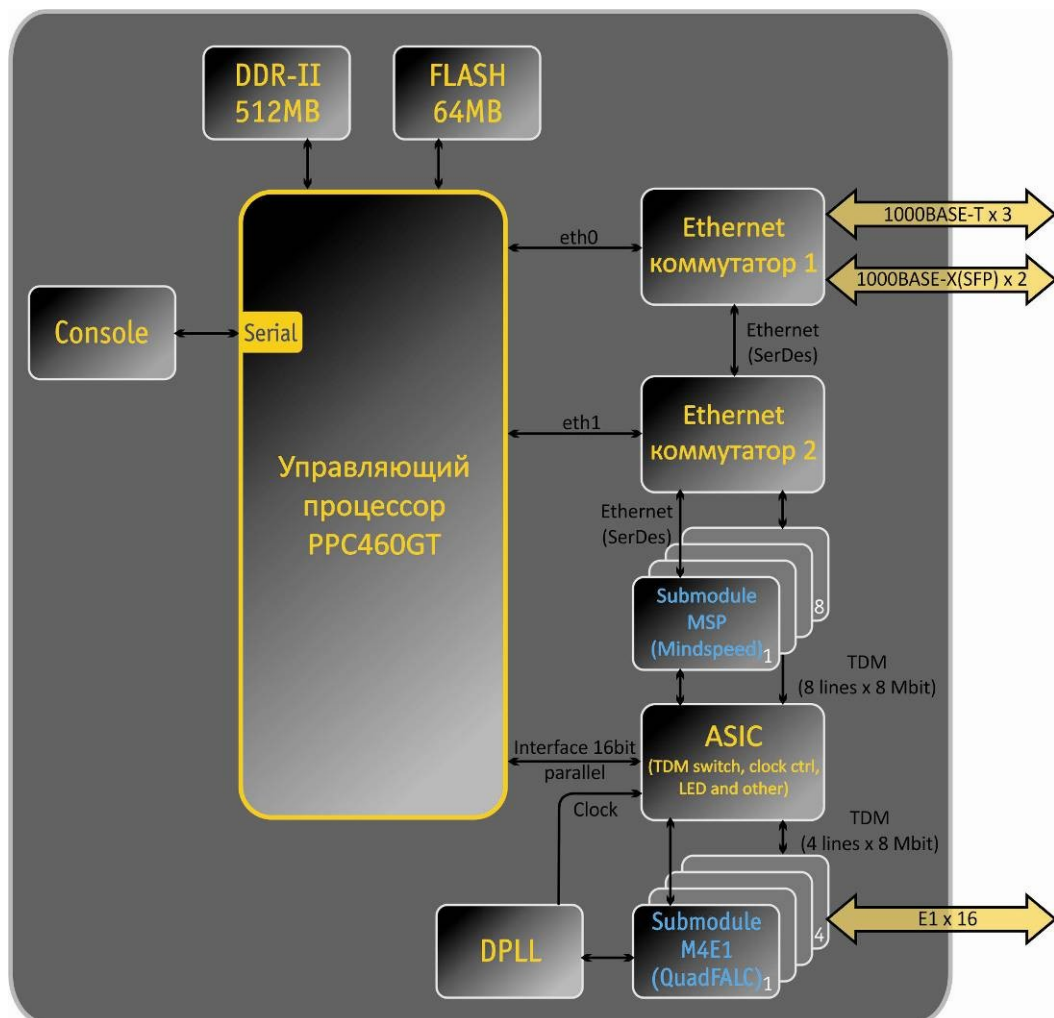 DDR-II
512MB
FLASH
64MB
1000BASE-T x 3
eth0
Ethernet
коммутатор 1
1000BASE-X(SFP) x 2
Console
Serial
Ethernet
(SerDes)
eth1
Ethernet
коммутатор 2
Управляющий
процессор
PPC460GT
Ethernet
(SerDes)
Submodule
MSP
(Mindspeed)
1
8
TDM
(8 lines x 8 Mbit)
Interface 16bit
parallel
ASIC
(TDM switch, clock ctrl,
LED and other)
Clock
TDM
(4 lines x 8 Mbit)
DPLL
Submodule
M4E1
(QuadFALC)
1
4
E1 x 16